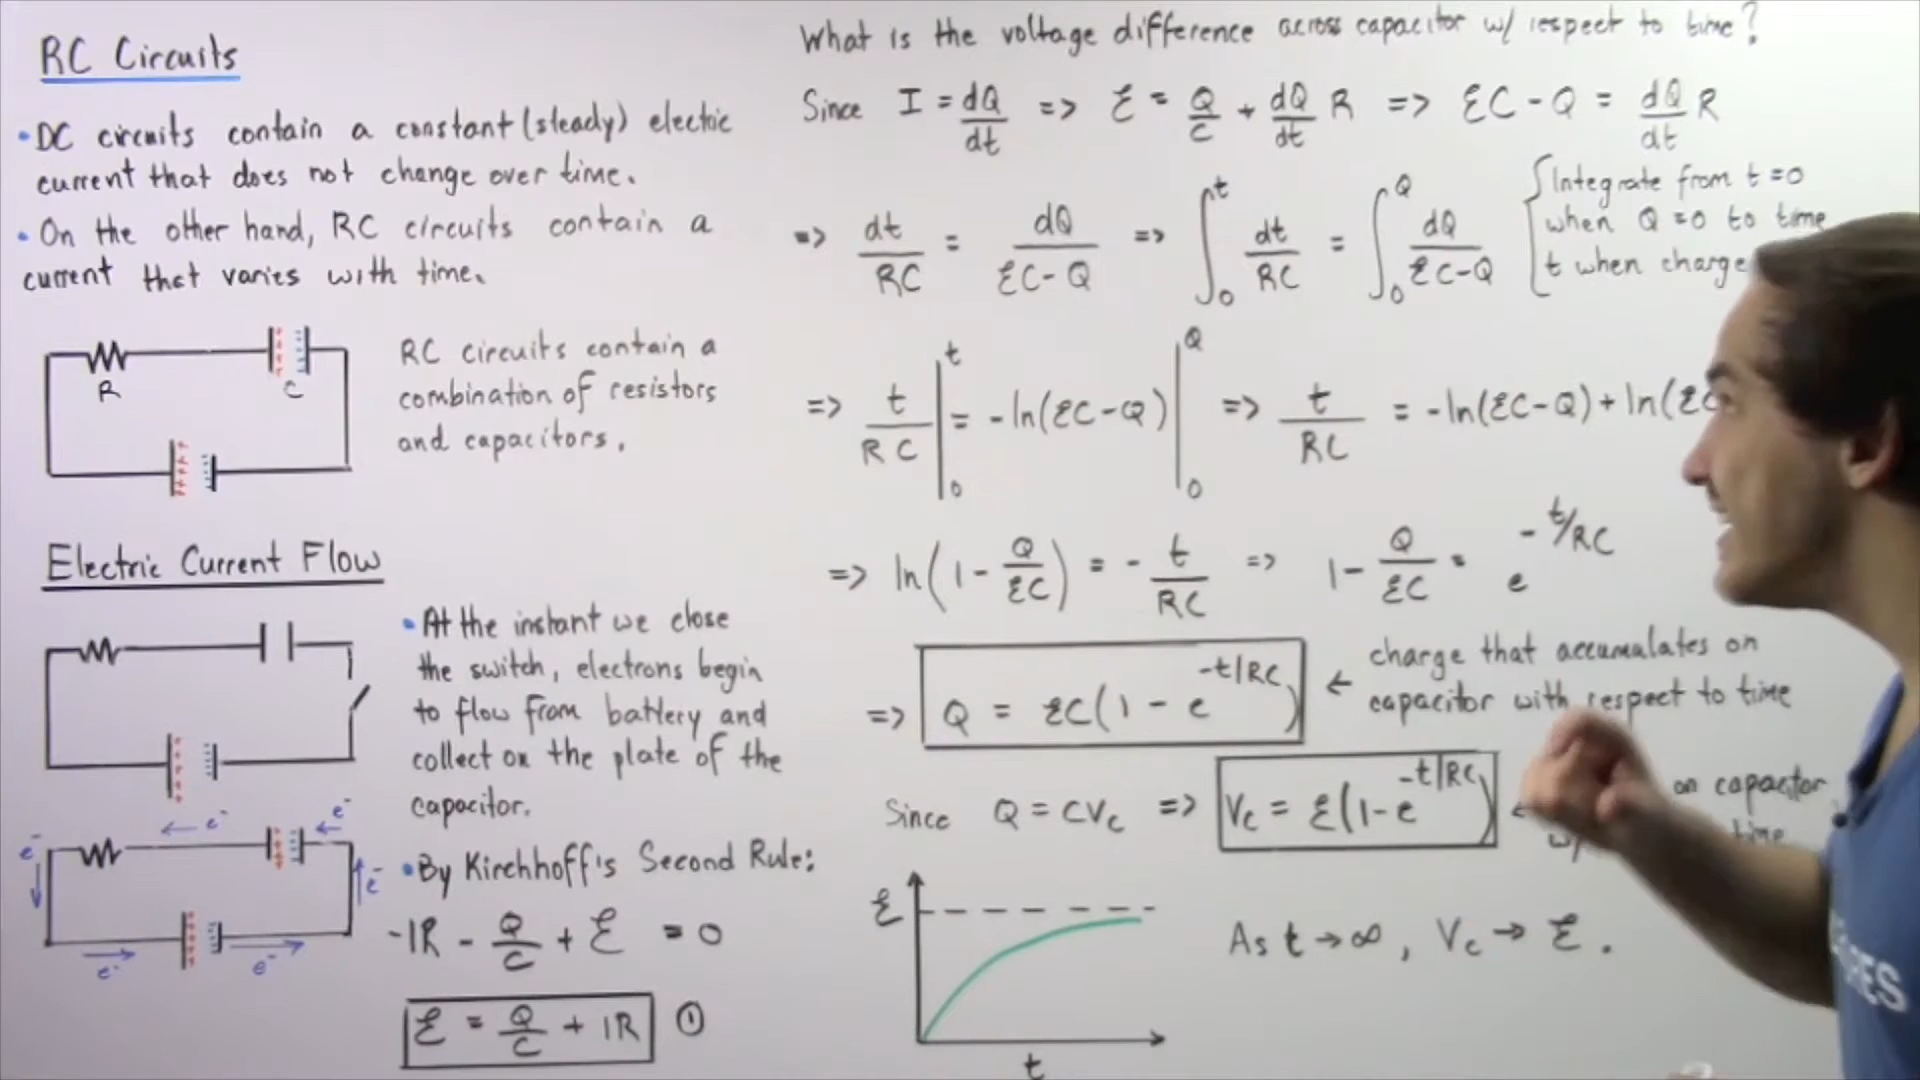 RC Circuits
• DC circuits contain a constant (steady) electric
current that does not change over time.
• On the other hand, RC circuits contain a
current that varies with time.
R
C
RC circuits contain a
combination of resistors
and capacitors.
Electric Current Flow
• At the instant we close
the switch, electrons begin
to flow from battery and
collect on the plate of the
capacitor.
e⁻ e⁻ e⁻ e⁻ e⁻ e⁻
• By Kirchhoff's Second Rule:
-IR - Q/C + ℰ = 0
ℰ = Q/C + IR ①
What is the voltage difference across capacitor w/ respect to time?
Since I = dQ/dt => ℰ = Q/C + dQ/dt R => ℰC - Q = dQ/dt R
=> dt/RC = dQ/ℰC-Q => ∫₀ᵗ dt/RC = ∫₀^Q dQ/ℰC-Q
Integrate from t=0
when Q=0 to time
t when charge
=> t/RC |₀ᵗ = -ln(ℰC-Q) |₀^Q => t/RC = -ln(ℰC-Q) + ln(ℰC
=> ln(1 - Q/ℰC) = - t/RC => 1 - Q/ℰC = e^-t/RC
=> Q = ℰC(1 - e^-t/RC) ← charge that accumulates on
capacitor with respect to time
Since Q = CVc => Vc = ℰ(1-e^-t/RC) ← on capacitor
w/ time
ℰ
t
As t → ∞, Vc → ℰ.
RES